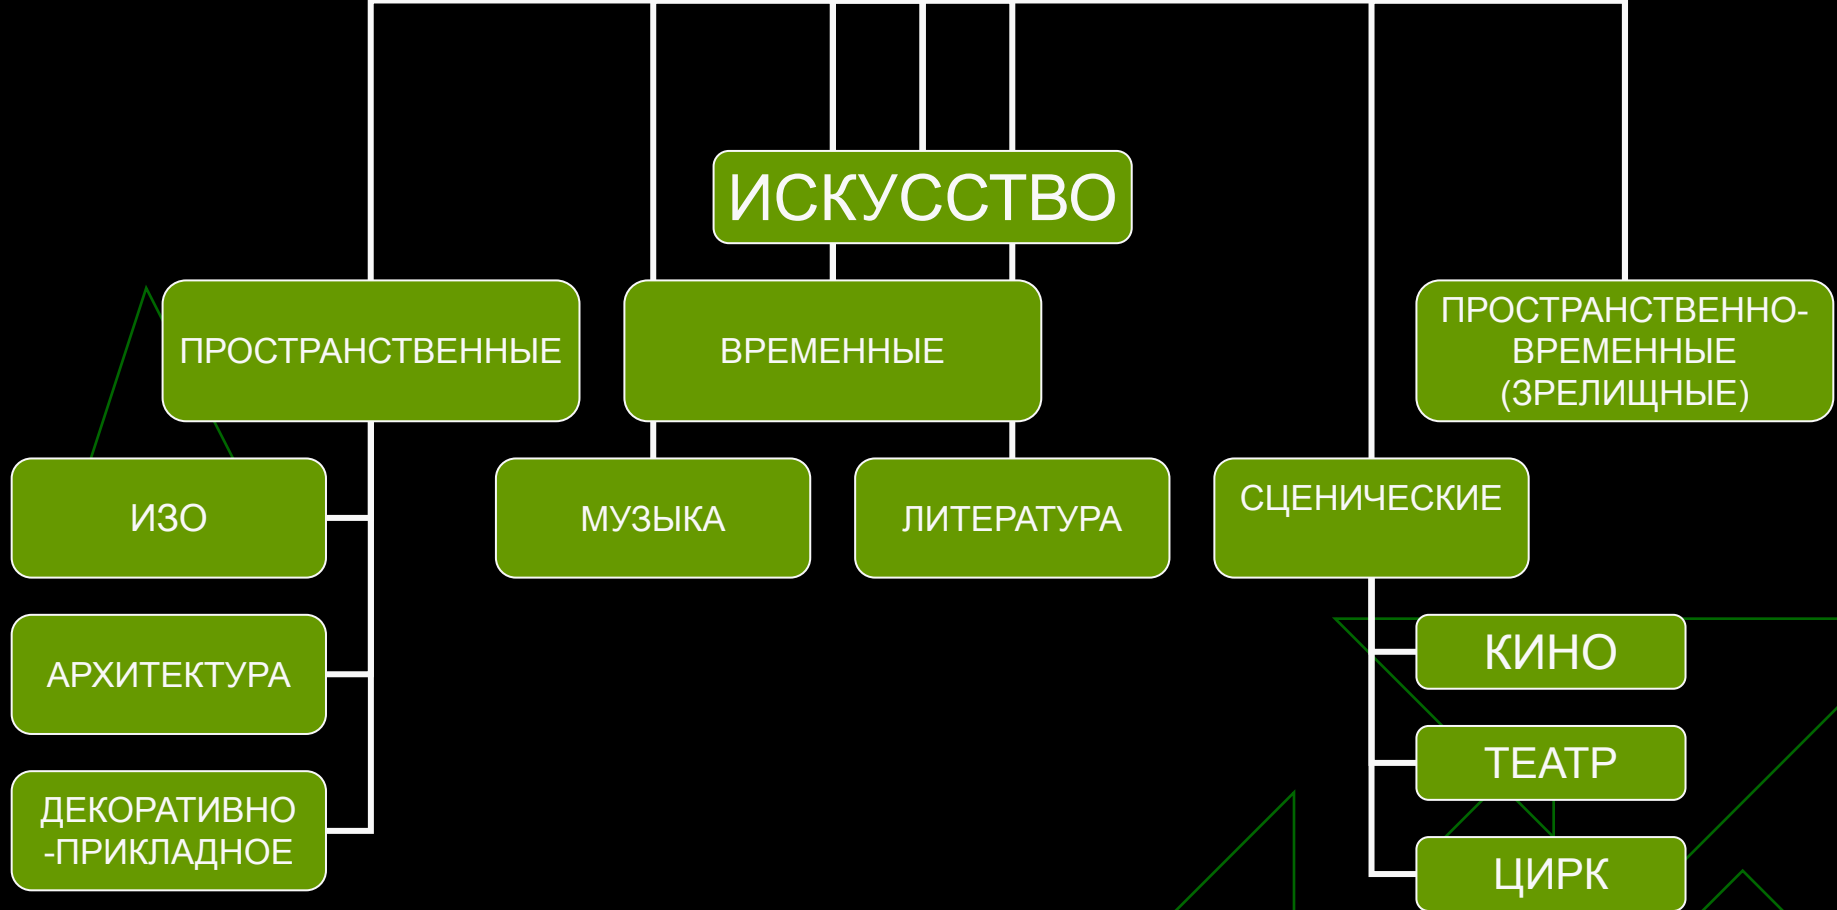 ИСКУССТВО
ПРОСТРАНСТВЕННЫЕ
ВРЕМЕННЫЕ
ПРОСТРАНСТВЕННО-
ВРЕМЕННЫЕ
(ЗРЕЛИЩНЫЕ)
ИЗО
МУЗЫКА
ЛИТЕРАТУРА
СЦЕНИЧЕСКИЕ
АРХИТЕКТУРА
ДЕКОРАТИВНО
-ПРИКЛАДНОЕ
КИНО
ТЕАТР
ЦИРК